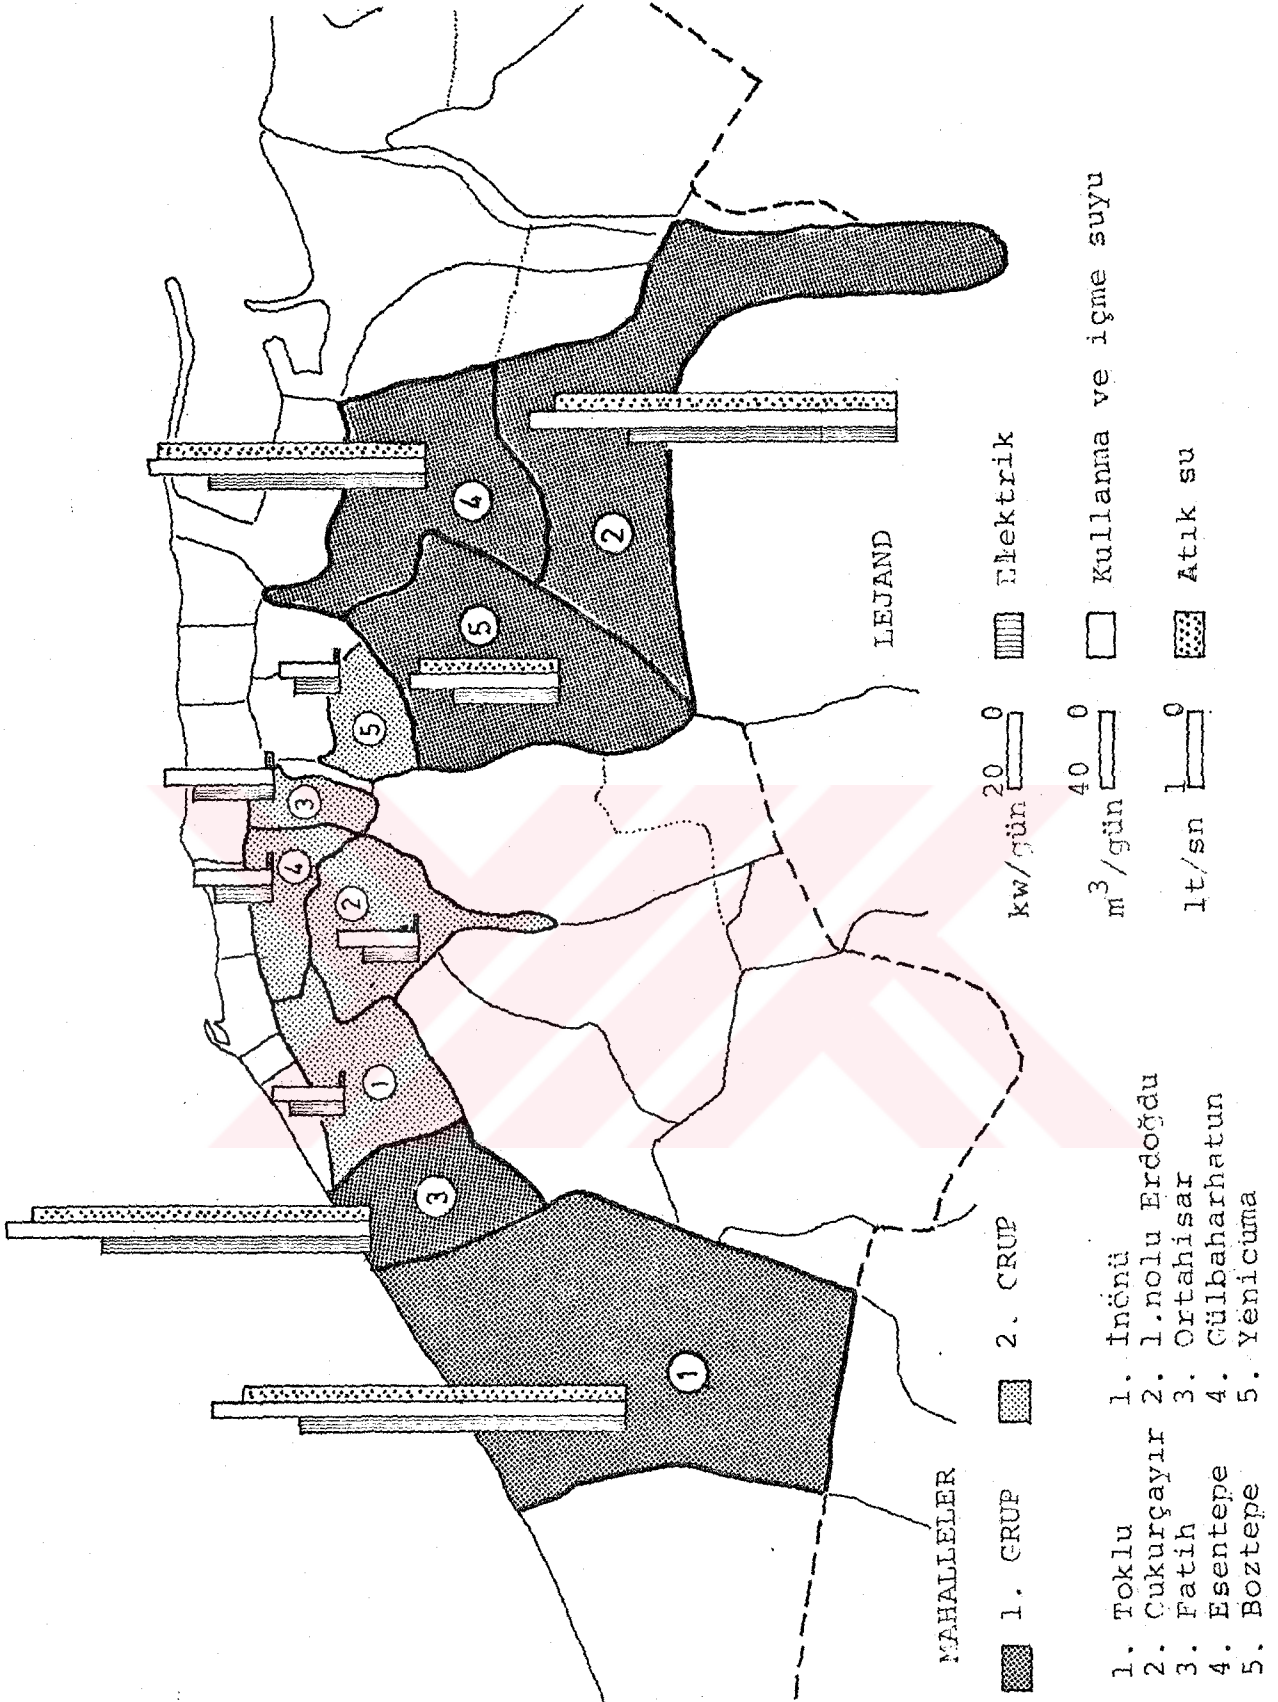 4
2
5
5
3
4
2
1
3
1
LEJAND
kw/gün 20 0 Elektrik
m³/gün 40 0 Kullanma ve içme suyu
lt/sn 1 0 Atık su
MAHALLELER
1. GRUP
2. GRUP
1. Toklu
2. Çukurçayır
3. Fatih
4. Esentepe
5. Boztepe
1. İnönü
2. 1.nolu Erdoğdu
3. Ortahisar
4. Gülbaharhatun
5. Yenicuma